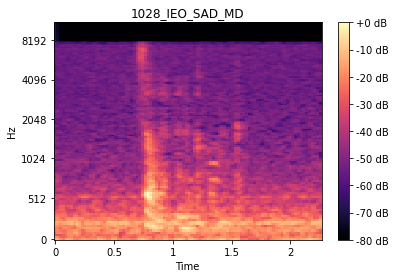 1028_IEO_SAD_MD
Hz
8192
4096
2048
1024
512
0
0
0.5
1
1.5
2
Time
+0 dB
-10 dB
-20 dB
-30 dB
-40 dB
-50 dB
-60 dB
-70 dB
-80 dB